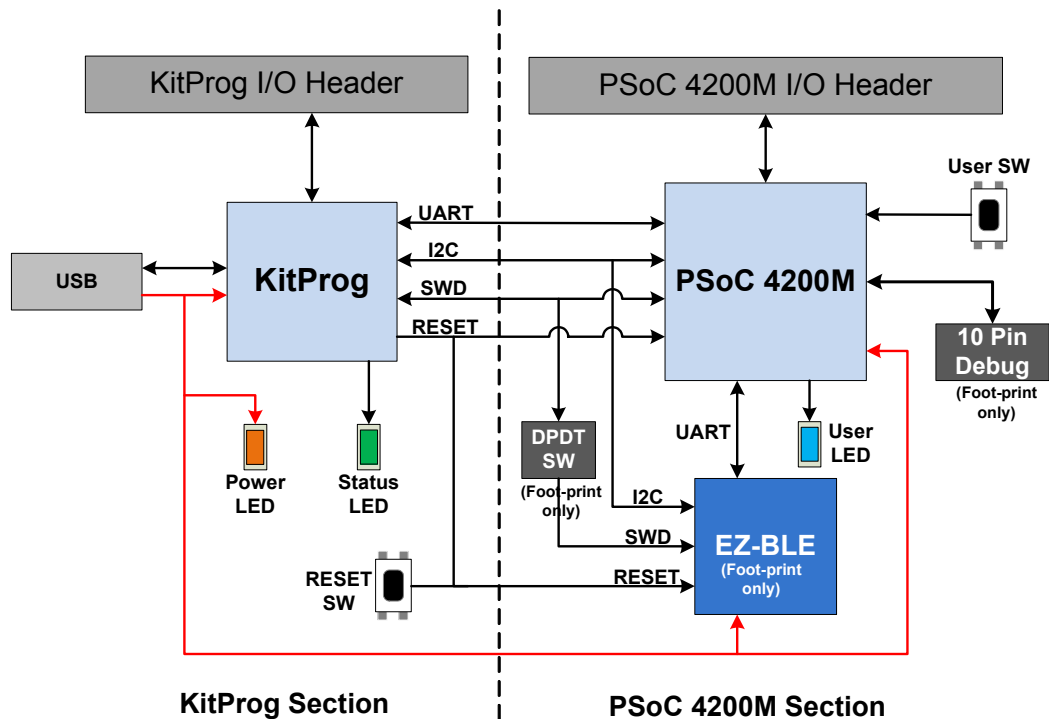 KitProg I/O Header
PSoC 4200M I/O Header
User SW
UART
I2C
USB
KitProg
SWD
PSoC 4200M
RESET
10 Pin
Debug
(Foot-print
only)
UART
DPDT
SW
(Foot-print
only)
User
LED
Power
LED
Status
LED
I2C
SWD
EZ-BLE
(Foot-print
only)
RESET
SW
RESET
KitProg Section
PSoC 4200M Section